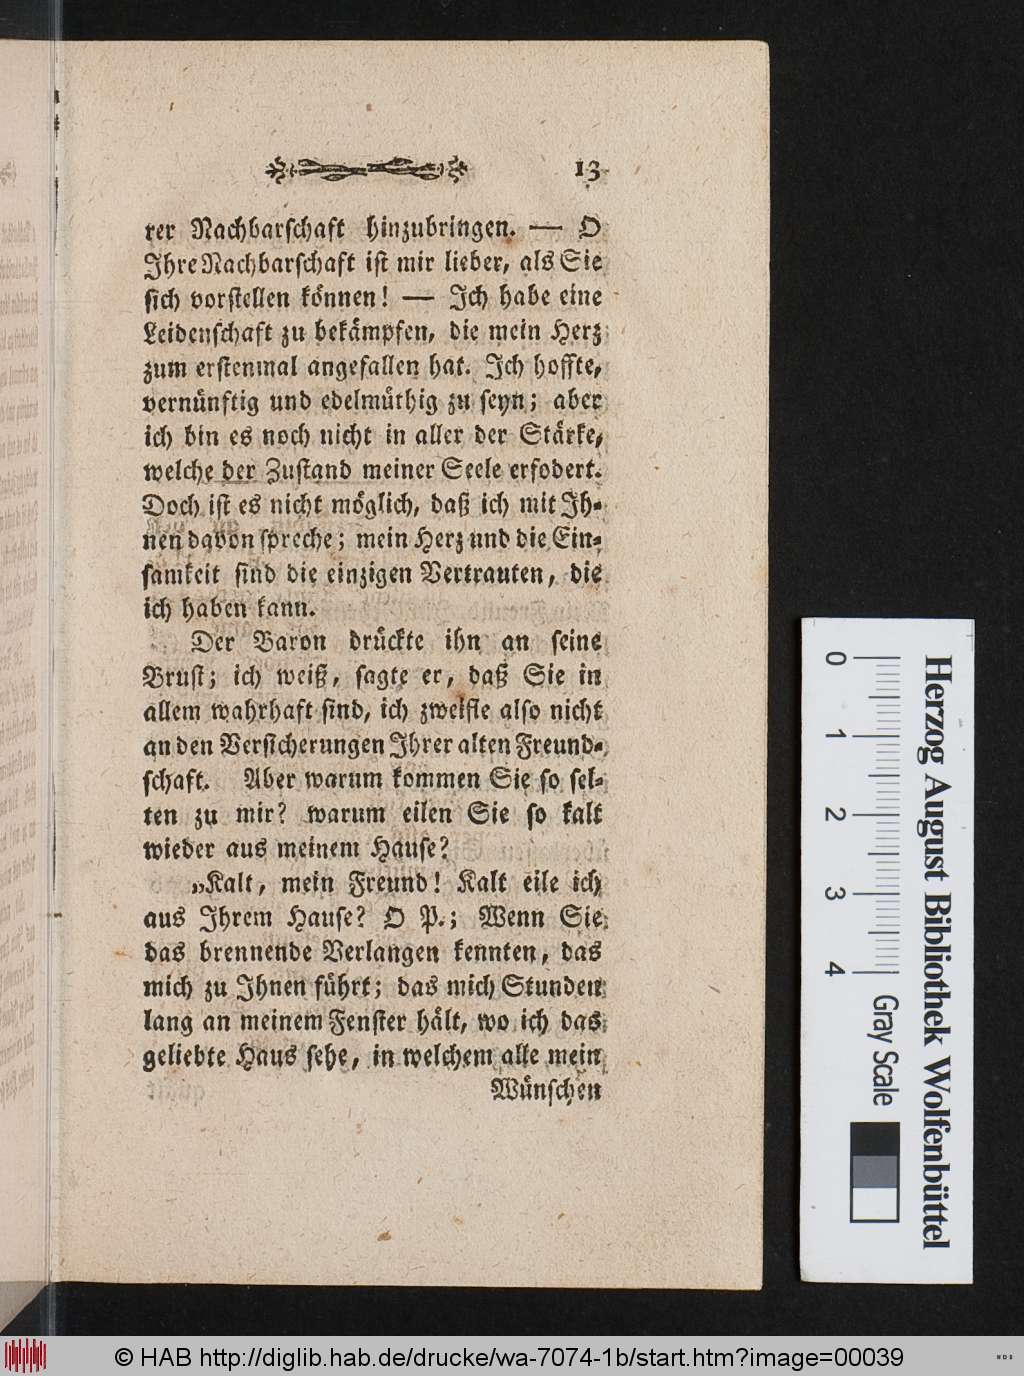 13
rer Nachbarschaft hinzubringen. — O
Ihre Nachbarschaft ist mir lieber, als Sie
sich vorstellen können! — Ich habe eine
Leidenschaft zu bekämpfen, die mein Herz
zum erstenmal angefallen hat. Ich hoffte,
vernünftig und edelmüthig zu seyn; aber
ich bin es noch nicht in aller der Stärke,
welche der Zustand meiner Seele erfodert.
Doch ist es nicht möglich, daß ich mit Ih-
nen davon spreche; mein Herz und die Ein-
samkeit sind die einzigen Vertrauten, die
ich haben kann.
Der Baron drückte ihn an seine
Brust; ich weiß, sagte er, daß Sie in
allem wahrhaft sind, ich zweifle also nicht
an den Versicherungen Ihrer alten Freund-
schaft. Aber warum kommen Sie so sel-
ten zu mir? warum eilen Sie so kalt
wieder aus meinem Hause?
„Kalt, mein Freund! Kalt eile ich
aus Ihrem Hause? O P.; Wenn Sie
das brennende Verlangen kennten, das
mich zu Ihnen führt; das mich Stunden
lang an meinem Fenster hält, wo ich das
geliebte Haus sehe, in welchem alle mein
Wünschen
0 1 2 3 4
Gray Scale
Herzog August Bibliothek Wolfenbüttel
© HAB http://diglib.hab.de/drucke/wa-7074-1b/start.htm?image=00039